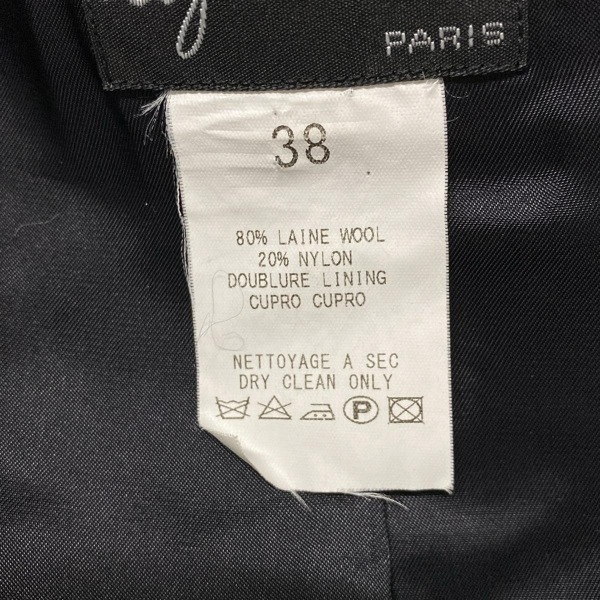 PARIS
38
80% LAINE WOOL
20% NYLON
DOUBLURE LINING
CUPRO CUPRO
NETTOYAGE A SEC
DRY CLEAN ONLY
P